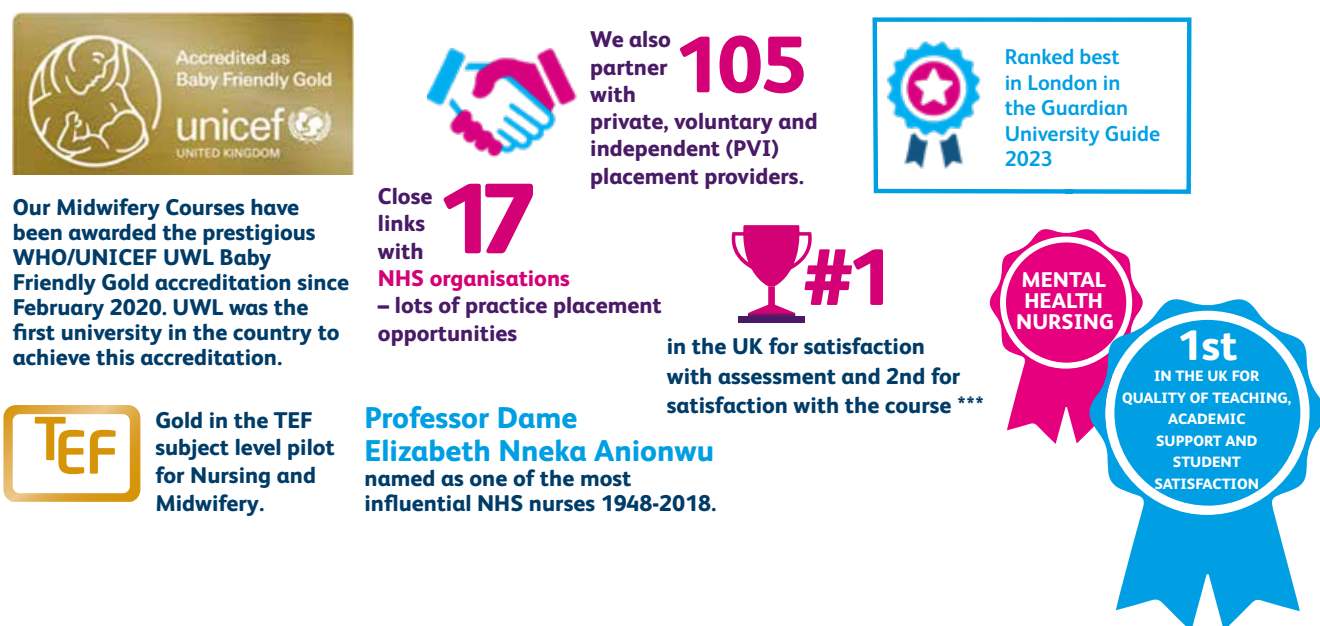 Accredited as
Baby Friendly Gold
unicef
UNITED KINGDOM
Our Midwifery Courses have
been awarded the prestigious
WHO/UNICEF UWL Baby
Friendly Gold accreditation since
February 2020. UWL was the
first university in the country to
achieve this accreditation.
TEF
Gold in the TEF
subject level pilot
for Nursing and
Midwifery.
We also
partner
with
105
private, voluntary and
independent (PVI)
placement providers.
Close
links
with
17
NHS organisations
– lots of practice placement
opportunities
Professor Dame
Elizabeth Nneka Anionwu
named as one of the most
influential NHS nurses 1948-2018.
#1
in the UK for satisfaction
with assessment and 2nd for
satisfaction with the course ***
Ranked best
in London in
the Guardian
University Guide
2023
MENTAL
HEALTH
NURSING
1st
IN THE UK FOR
QUALITY OF TEACHING,
ACADEMIC
SUPPORT AND
STUDENT
SATISFACTION